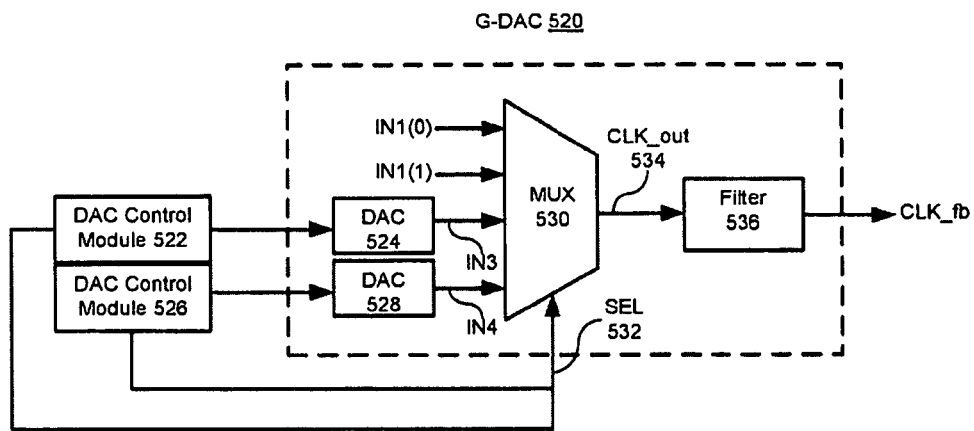 G-DAC 520
IN1(0)
IN1(1)
CLK_out
534
MUX
530
Filter
536
CLK_fb
DAC Control
Module 522
DAC
524
IN3
DAC Control
Module 526
DAC
528
IN4
SEL
532